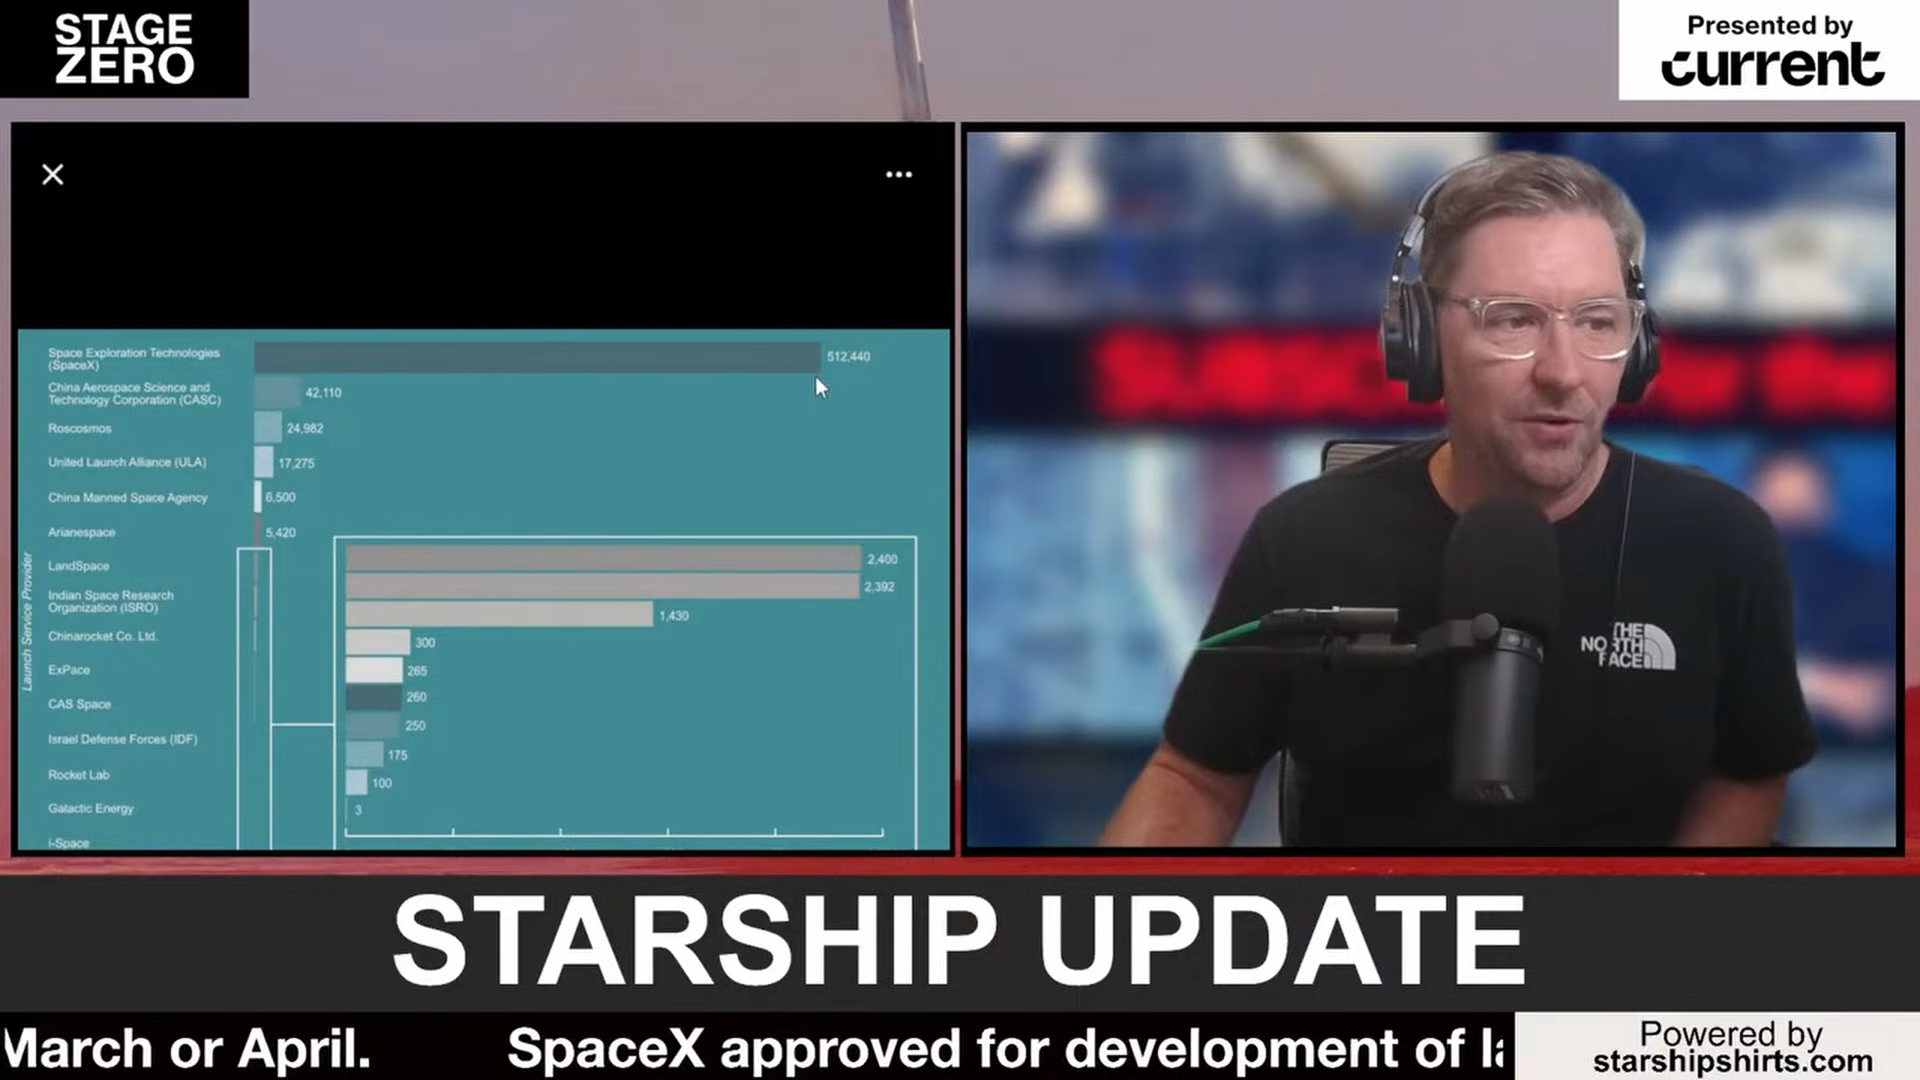 STAGE
ZERO
Presented by
current
Space Exploration Technologies
(SpaceX)
512,440
China Aerospace Science and
Technology Corporation (CASC)
42,110
Roscosmos
24,982
United Launch Alliance (ULA)
17,275
China Manned Space Agency
6,500
Arianespace
5,420
Launch Service Provider
LandSpace
Indian Space Research
Organization (ISRO)
Chinarocket Co. Ltd.
ExPace
CAS Space
Israel Defense Forces (IDF)
Rocket Lab
Galactic Energy
i-Space
2,400
2,392
1,430
300
265
260
250
175
100
3
THE
NORTH
FACE
STARSHIP UPDATE
March or April.
SpaceX approved for development of
Powered by
starshipshirts.com